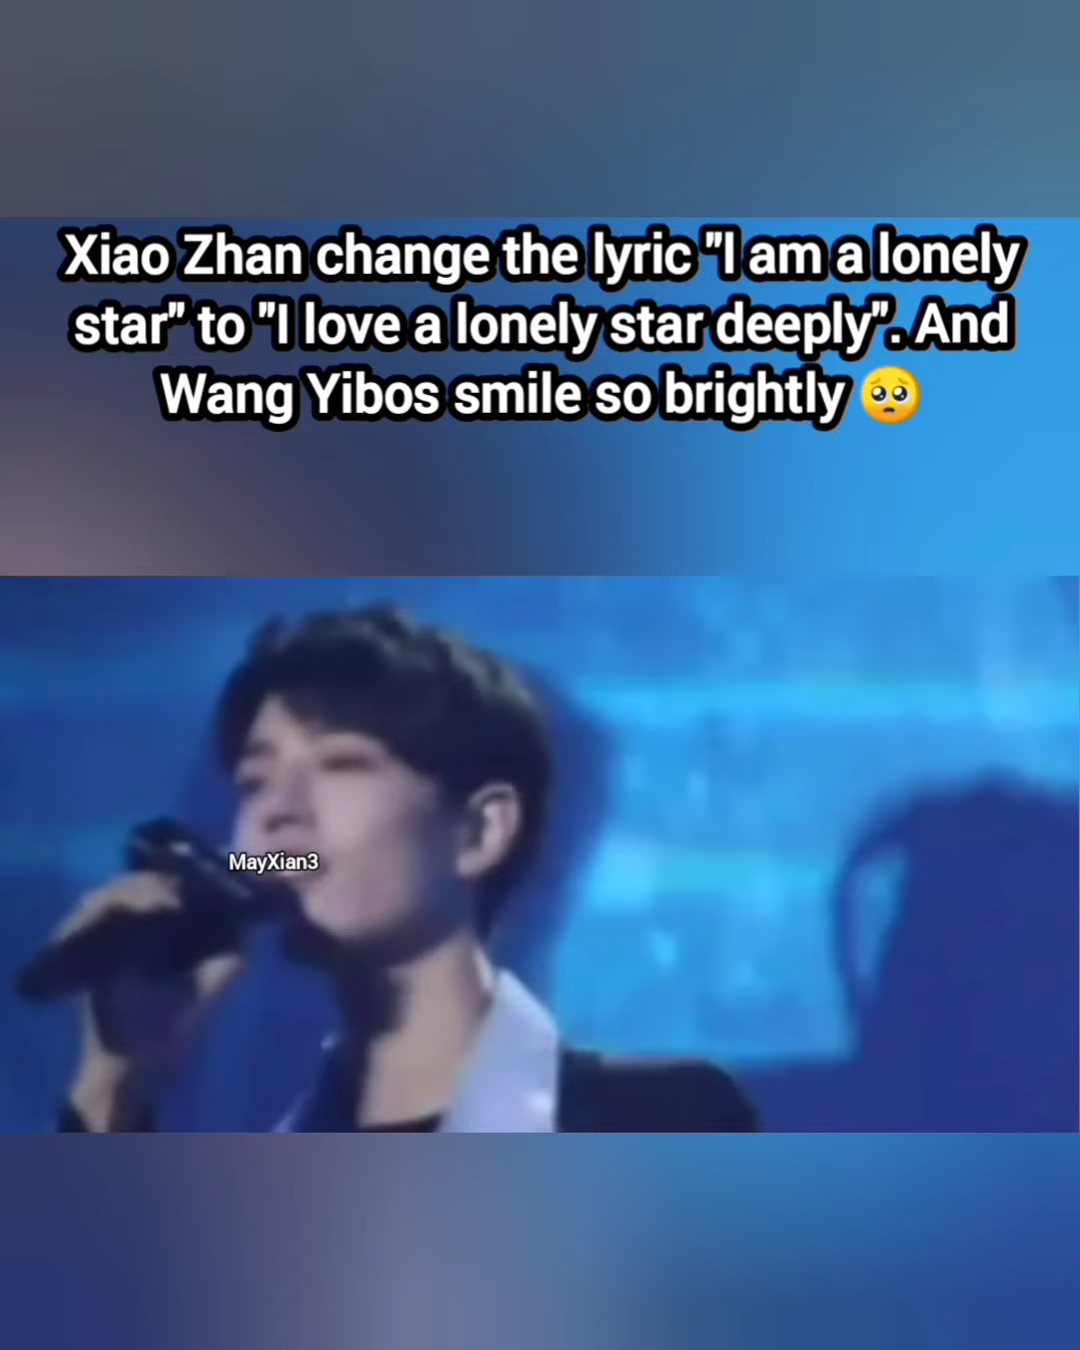 Xiao Zhan change the lyric "I am a lonely
star" to "I love a lonely star deeply". And
Wang Yibos smile so brightly 🥺
MayXian3